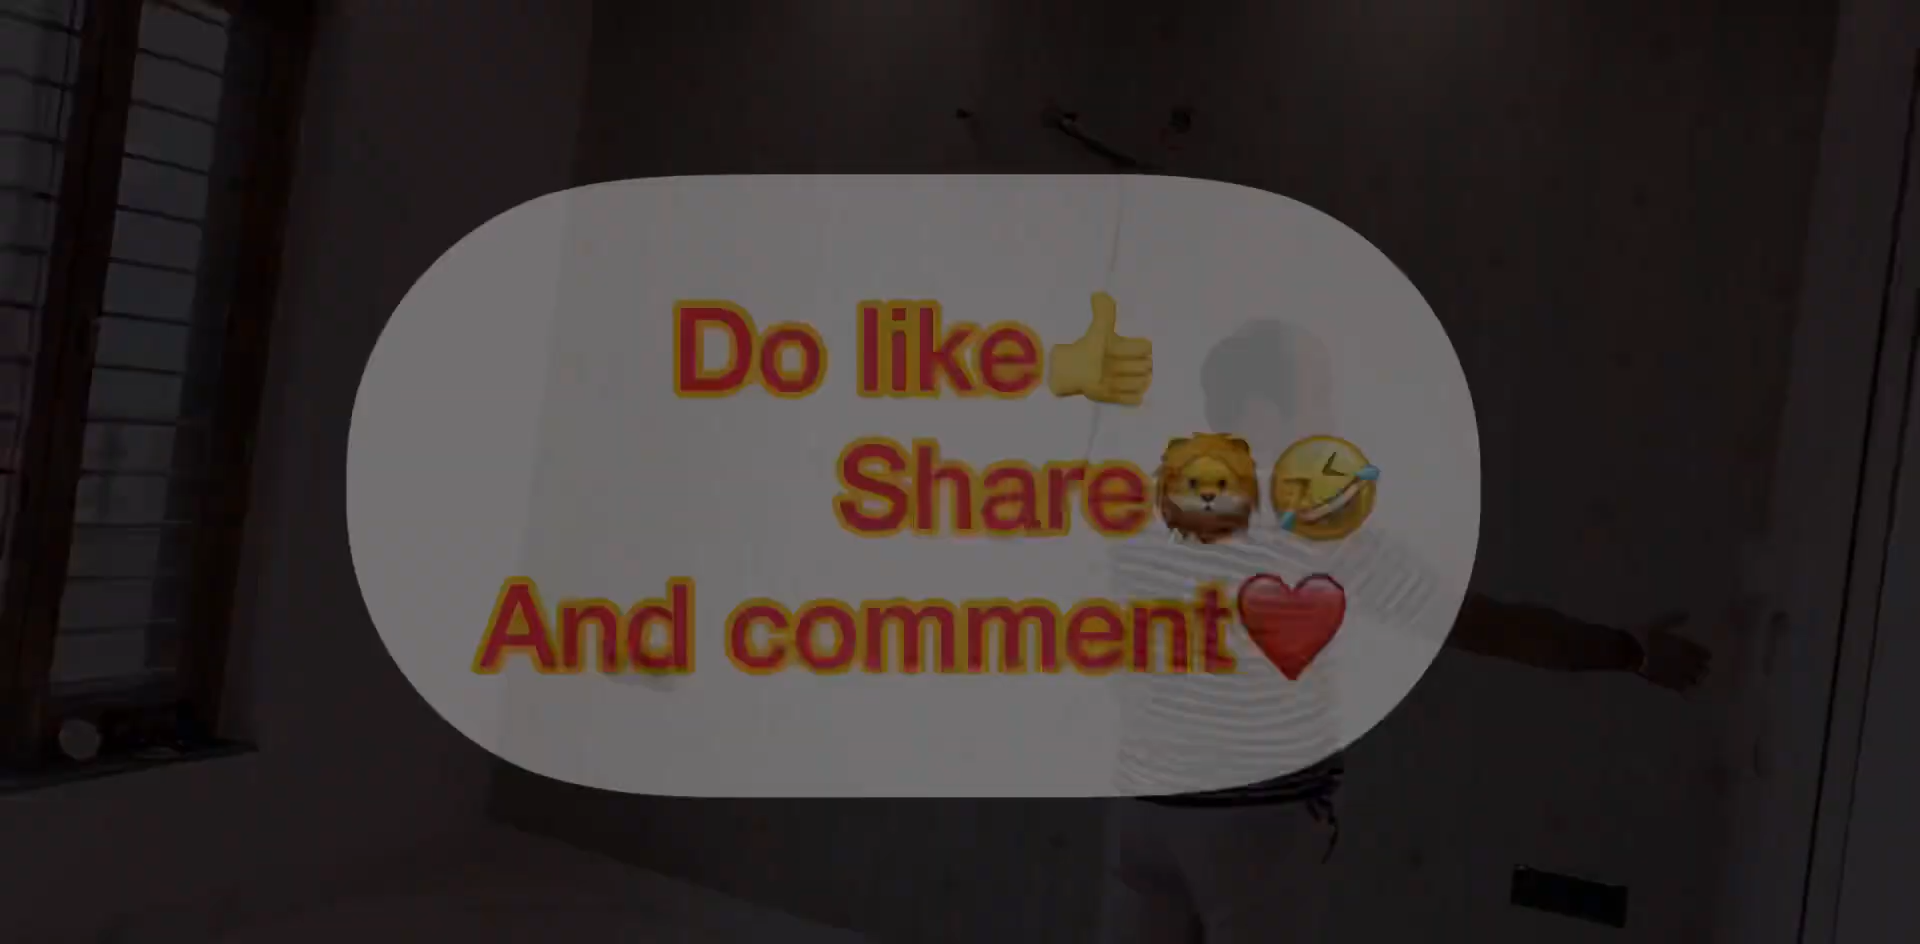 Do like👍
Share🦁🤣
And comment❤️